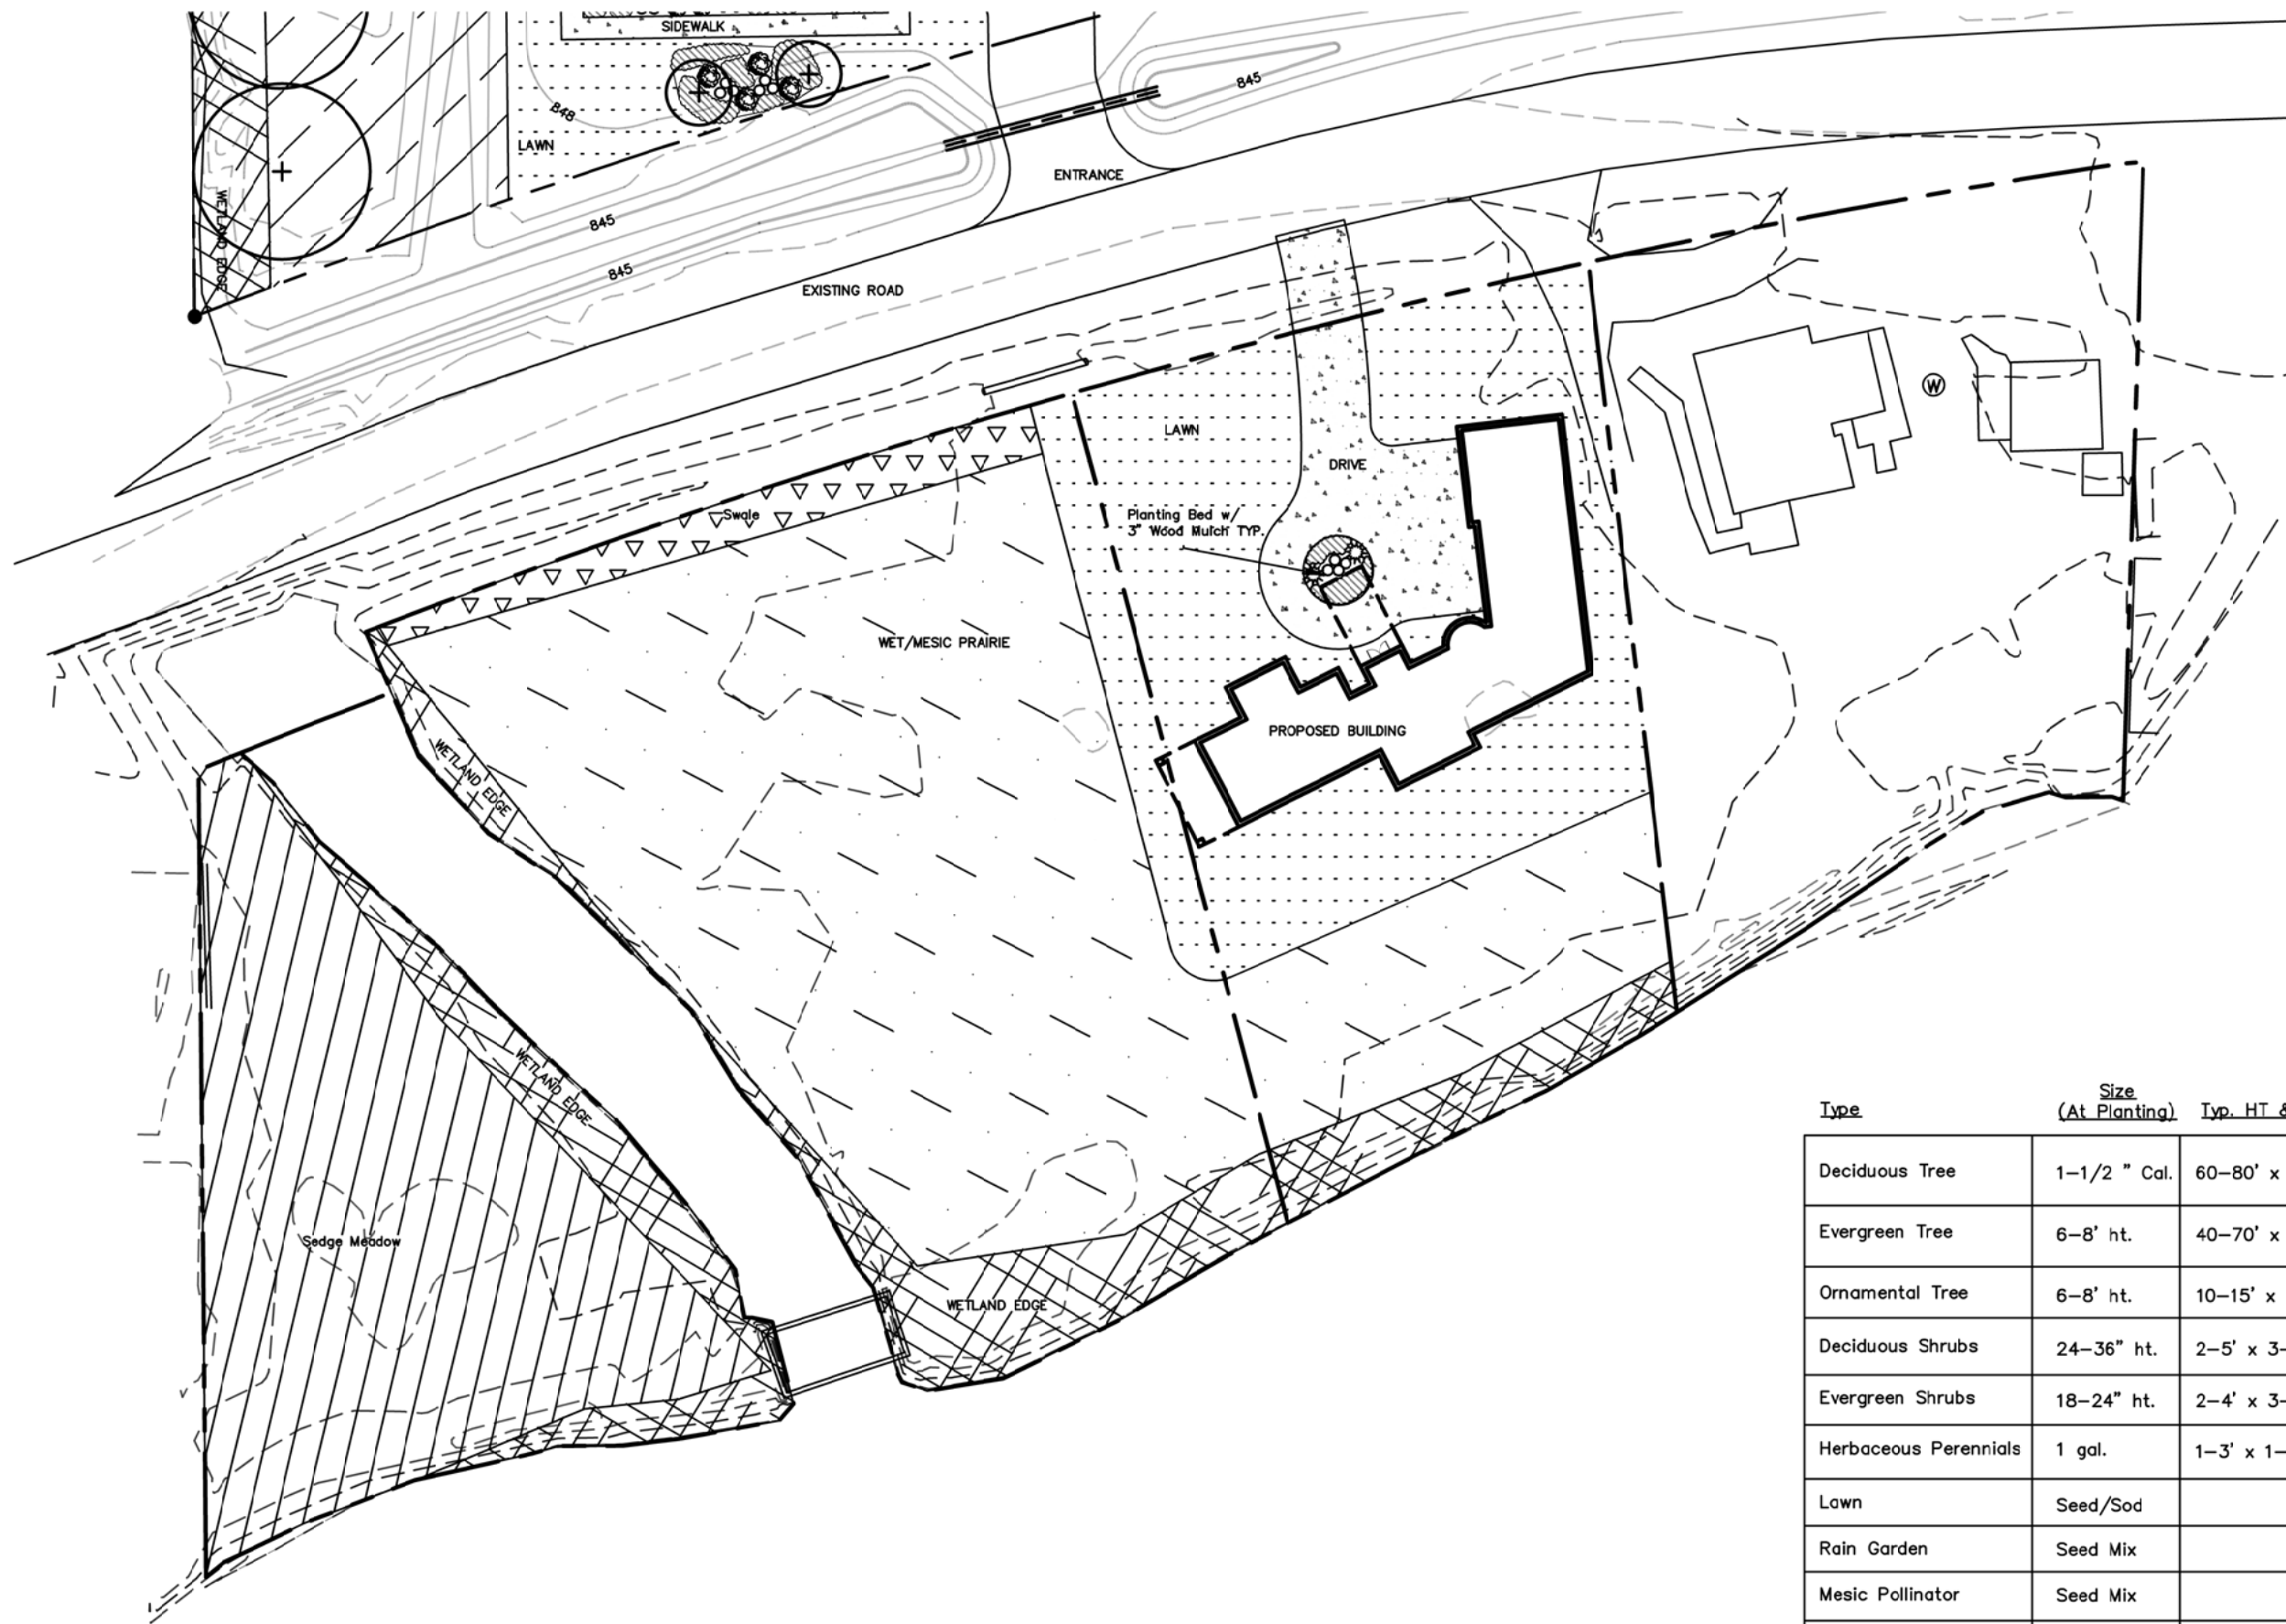 SIDEWALK
845
848
LAWN
ENTRANCE
WETLAND EDGE
845
845
EXISTING ROAD
W
LAWN
DRIVE
Swale
Planting Bed w/
3" Wood Mulch TYP.
WET/MESIC PRAIRIE
PROPOSED BUILDING
WETLAND EDGE
WETLAND EDGE
Sedge Meadow
WETLAND EDGE
Type Size
(At Planting) Typ. HT &
Deciduous Tree 1-1/2 " Cal. 60-80' x
Evergreen Tree 6-8' ht. 40-70' x
Ornamental Tree 6-8' ht. 10-15' x
Deciduous Shrubs 24-36" ht. 2-5' x 3-
Evergreen Shrubs 18-24" ht. 2-4' x 3-
Herbaceous Perennials 1 gal. 1-3' x 1-
Lawn Seed/Sod
Rain Garden Seed Mix
Mesic Pollinator Seed Mix